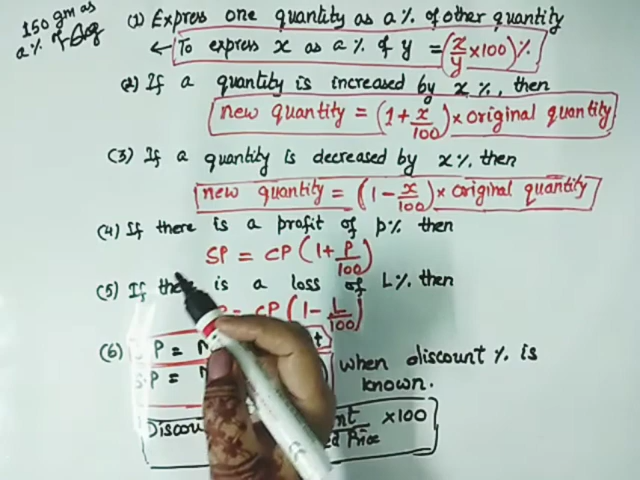 150 gm as
a % of
(1) Express one quantity as a % of other quantity
← To express x as a % of y = (x/y × 100) %
(2) If a quantity is increased by x %, then
new quantity = (1 + x/100) × original quantity
(3) If a quantity is decreased by x % then
new quantity = (1 - x/100) × original quantity
(4) If there is a profit of p% then
SP = CP (1 + P/100)
(5) If there is a loss of L% then
P = CP (1 - L/100)
(6) P = M t
S.P = M
when discount % is
known.
Discou nt × 100
ed Price